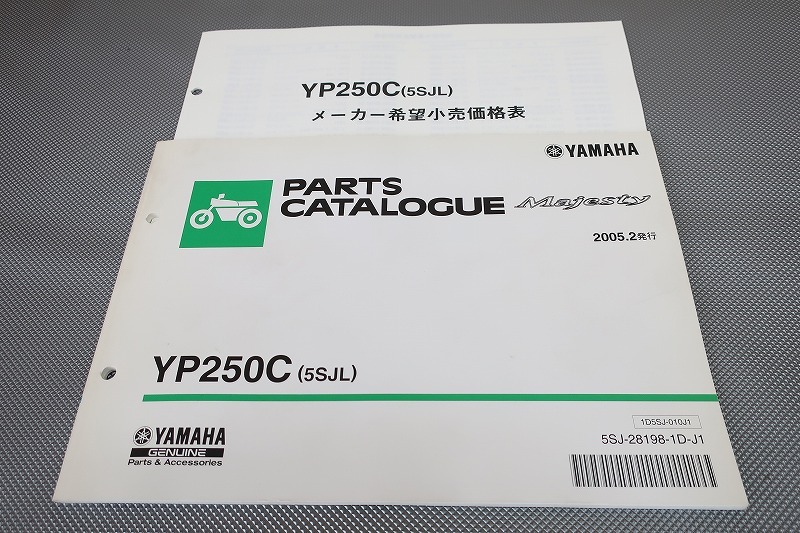 YP250C(5SJL)
メーカー希望小売価格表
YAMAHA
PARTS
CATALOGUE Majesty
2005.2発行
YP250C (5SJL)
1D5SJ-010J1
5SJ-28198-1D-J1
YAMAHA
GENUINE
Parts & Accessories